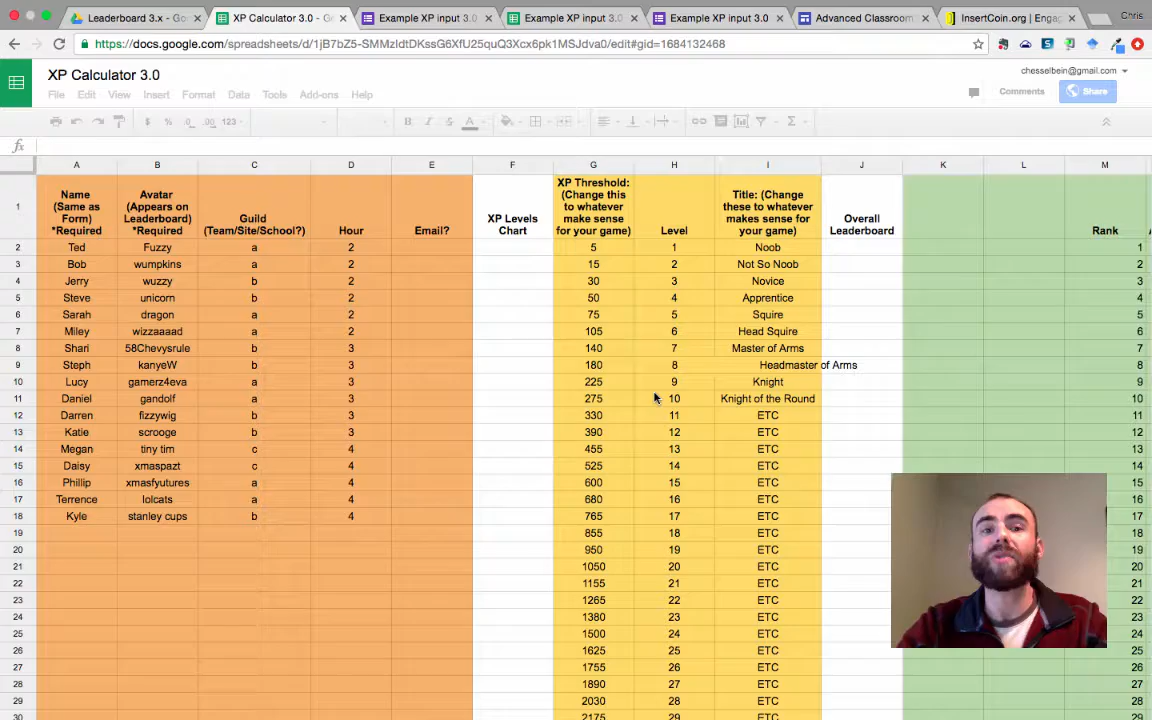 Leaderboard 3.x - Goo
XP Calculator 3.0 - Go
Example XP input 3.0
Example XP input 3.0
Example XP input 3.0
Advanced Classroom
InsertCoin.org | Engag
Chris
https://docs.google.com/spreadsheets/d/1jB7bZ5-SMMzIdtDKssG6XfU25quQ3Xcx6pk1MSJdva0/edit#gid=1684132468
XP Calculator 3.0
chesselbein@gmail.com
File Edit View Insert Format Data Tools Add-ons Help
Comments Share
$ % .0 .00 123 B I S A Σ
fx
A B C D E F G H I J K L M
1 Name (Same as Form) *Required Avatar (Appears on Leaderboard) *Required Guild (Team/Site/School?) Hour Email? XP Levels Chart XP Threshold: (Change this to whatever make sense for your game) Level Title: (Change these to whatever makes sense for your game) Overall Leaderboard Rank
2 Ted Fuzzy a 2 5 1 Noob 1
3 Bob wumpkins a 2 15 2 Not So Noob 2
4 Jerry wuzzy b 2 30 3 Novice 3
5 Steve unicorn b 2 50 4 Apprentice 4
6 Sarah dragon a 2 75 5 Squire 5
7 Miley wizzaaaad a 2 105 6 Head Squire 6
8 Shari 58Chevysrule b 3 140 7 Master of Arms 7
9 Steph kanyeW b 3 180 8 Headmaster of Arms 8
10 Lucy gamerz4eva a 3 225 9 Knight 9
11 Daniel gandolf a 3 275 10 Knight of the Round 10
12 Darren fizzywig b 3 330 11 ETC 11
13 Katie scrooge b 3 390 12 ETC 12
14 Megan tiny tim c 4 455 13 ETC 13
15 Daisy xmaspazt c 4 525 14 ETC 14
16 Phillip xmasfyutures a 4 600 15 ETC 15
17 Terrence lolcats a 4 680 16 ETC 16
18 Kyle stanley cups b 4 765 17 ETC 17
19 855 18 ETC 18
20 950 19 ETC 19
21 1050 20 ETC 20
22 1155 21 ETC 21
23 1265 22 ETC 22
24 1380 23 ETC 23
25 1500 24 ETC 24
26 1625 25 ETC 25
27 1755 26 ETC 26
28 1890 27 ETC 27
29 2030 28 ETC 28
30 2175 29 ETC 29